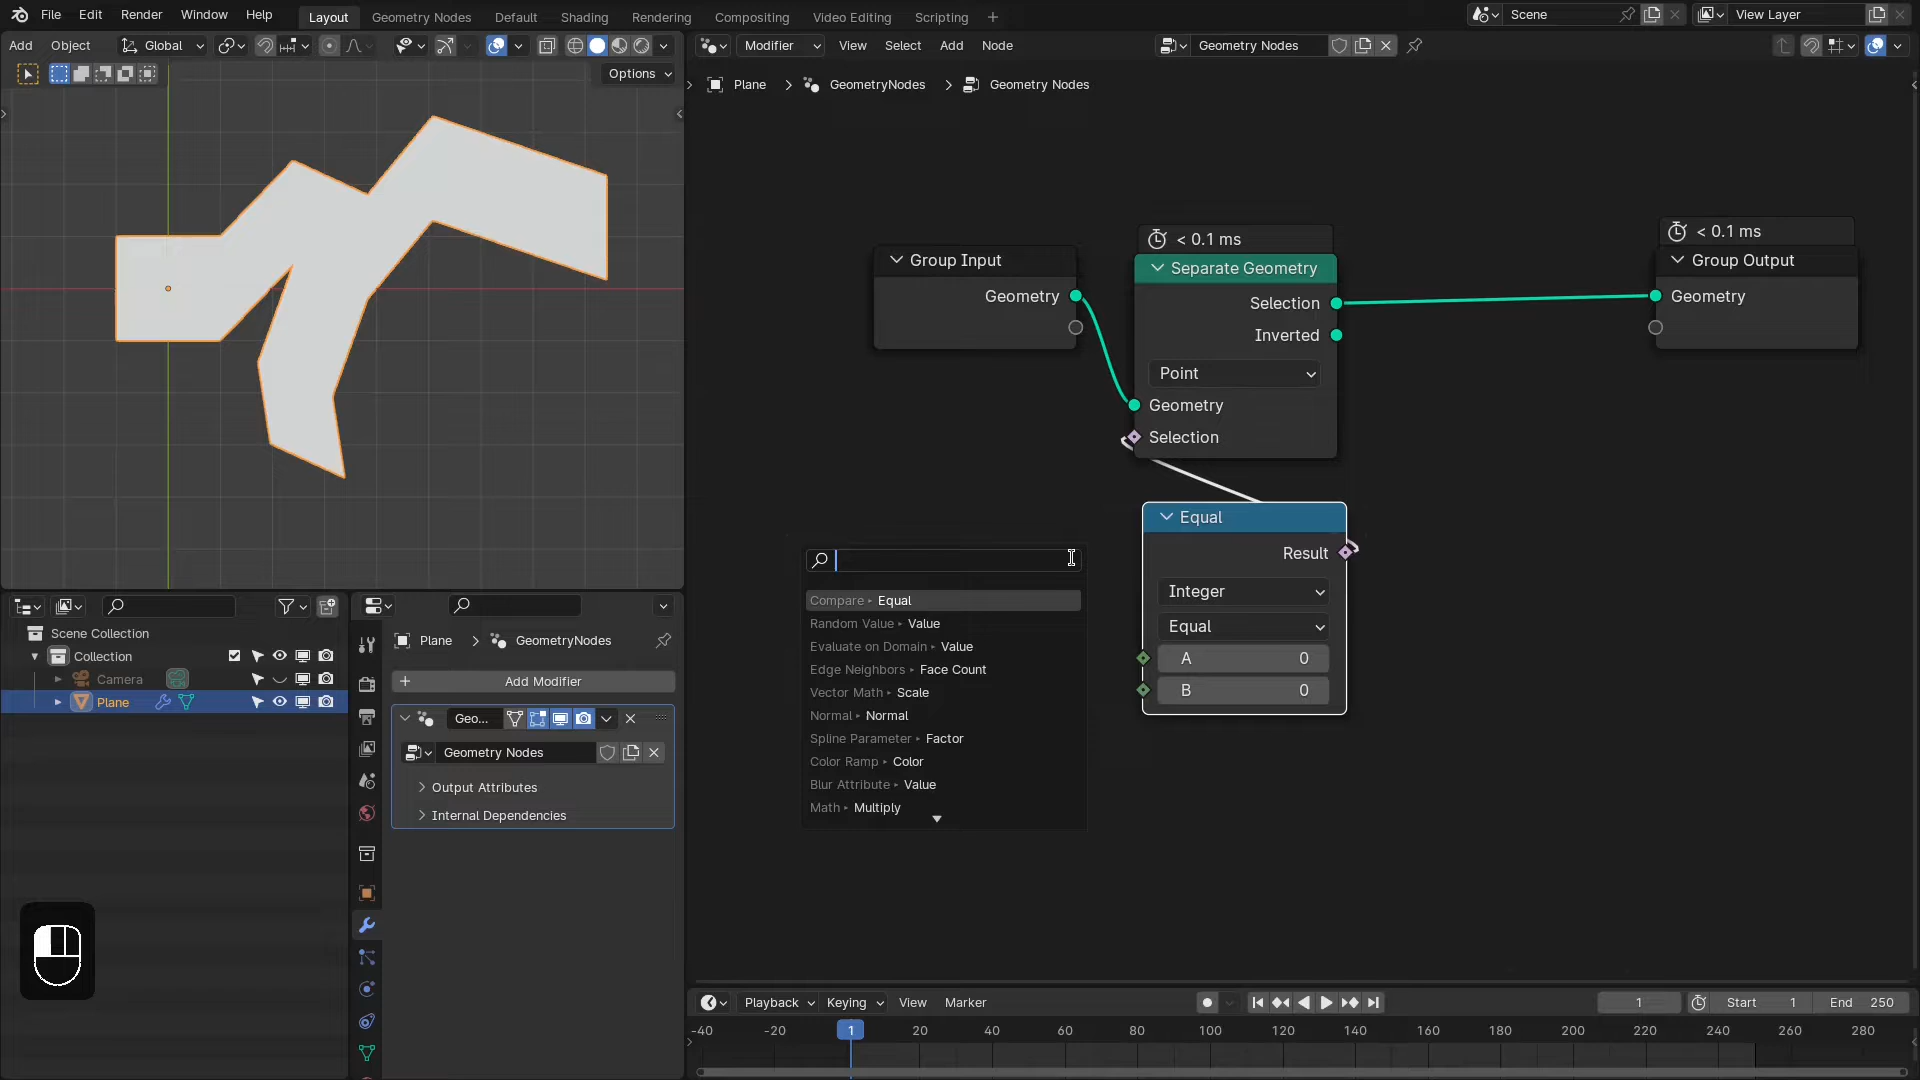 File Edit Render Window Help Layout Geometry Nodes Default Shading Rendering Compositing Video Editing Scripting + Scene View Layer
Add Object Global
Options
Modifier View Select Add Node Geometry Nodes
Plane > GeometryNodes > Geometry Nodes
Group Input
Geometry
< 0.1 ms
Separate Geometry
Selection
Inverted
Point
Geometry
Selection
< 0.1 ms
Group Output
Geometry
Equal
Result
Integer
Equal
A 0
B 0
Compare ▸ Equal
Random Value ▸ Value
Evaluate on Domain ▸ Value
Edge Neighbors ▸ Face Count
Vector Math ▸ Scale
Normal ▸ Normal
Spline Parameter ▸ Factor
Color Ramp ▸ Color
Blur Attribute ▸ Value
Math ▸ Multiply
Scene Collection
Collection
Camera
Plane
Plane > GeometryNodes
+ Add Modifier
Geo...
Geometry Nodes
Output Attributes
Internal Dependencies
Playback Keying View Marker 1 Start 1 End 250
-40 -20 1 20 40 60 80 100 120 140 160 180 200 220 240 260 280